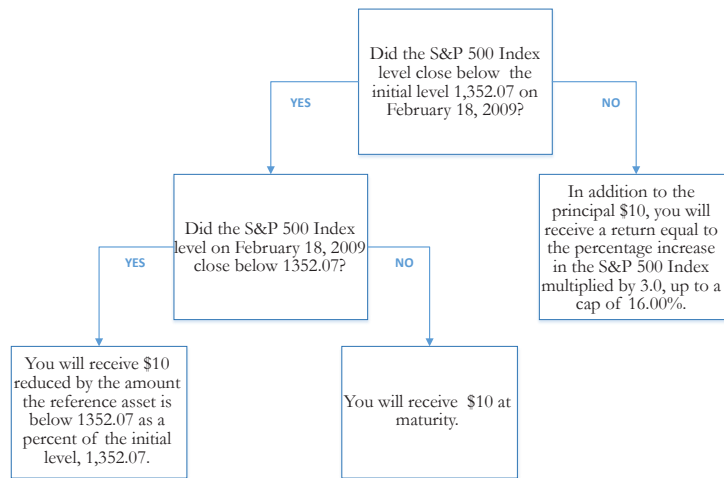 Did the S&P 500 Index
level close below the
initial level 1,352.07 on
February 18, 2009?
YES
NO
Did the S&P 500 Index
level on February 18, 2009
close below 1352.07?
In addition to the
principal $10, you will
receive a return equal to
the percentage increase
in the S&P 500 Index
multiplied by 3.0, up to a
cap of 16.00%.
YES
NO
You will receive $10
reduced by the amount
the reference asset is
below 1352.07 as a
percent of the initial
level, 1,352.07.
You will receive $10 at
maturity.